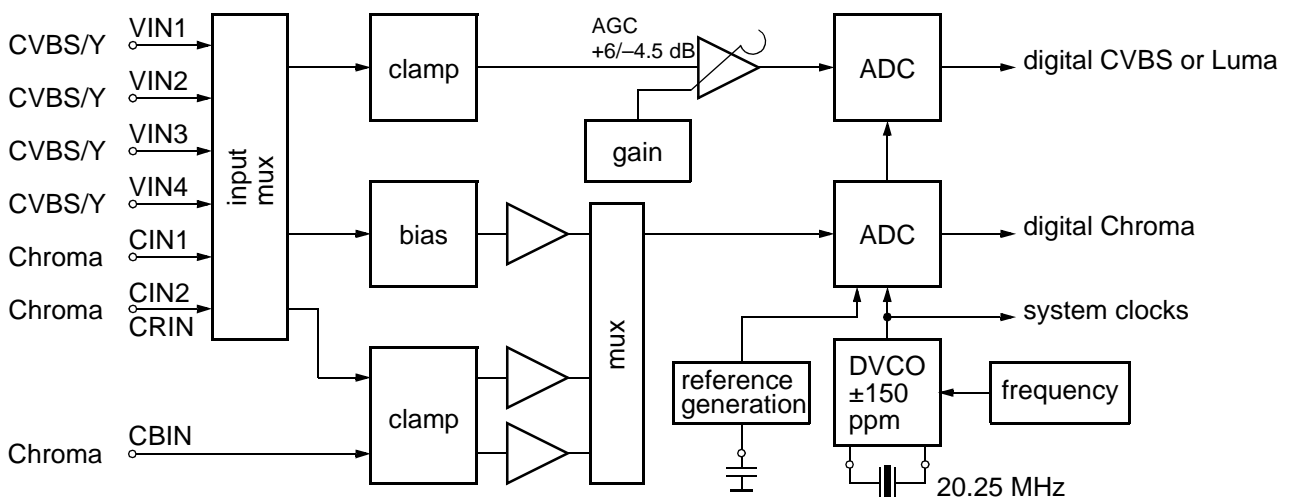 CVBS/Y VIN1
CVBS/Y VIN2
CVBS/Y VIN3
CVBS/Y VIN4
Chroma CIN1
Chroma CIN2
CRIN
Chroma CBIN
input
mux
clamp
bias
clamp
AGC
+6/–4.5 dB
gain
mux
ADC
digital CVBS or Luma
ADC
digital Chroma
system clocks
reference
generation
DVCO
±150
ppm
frequency
20.25 MHz